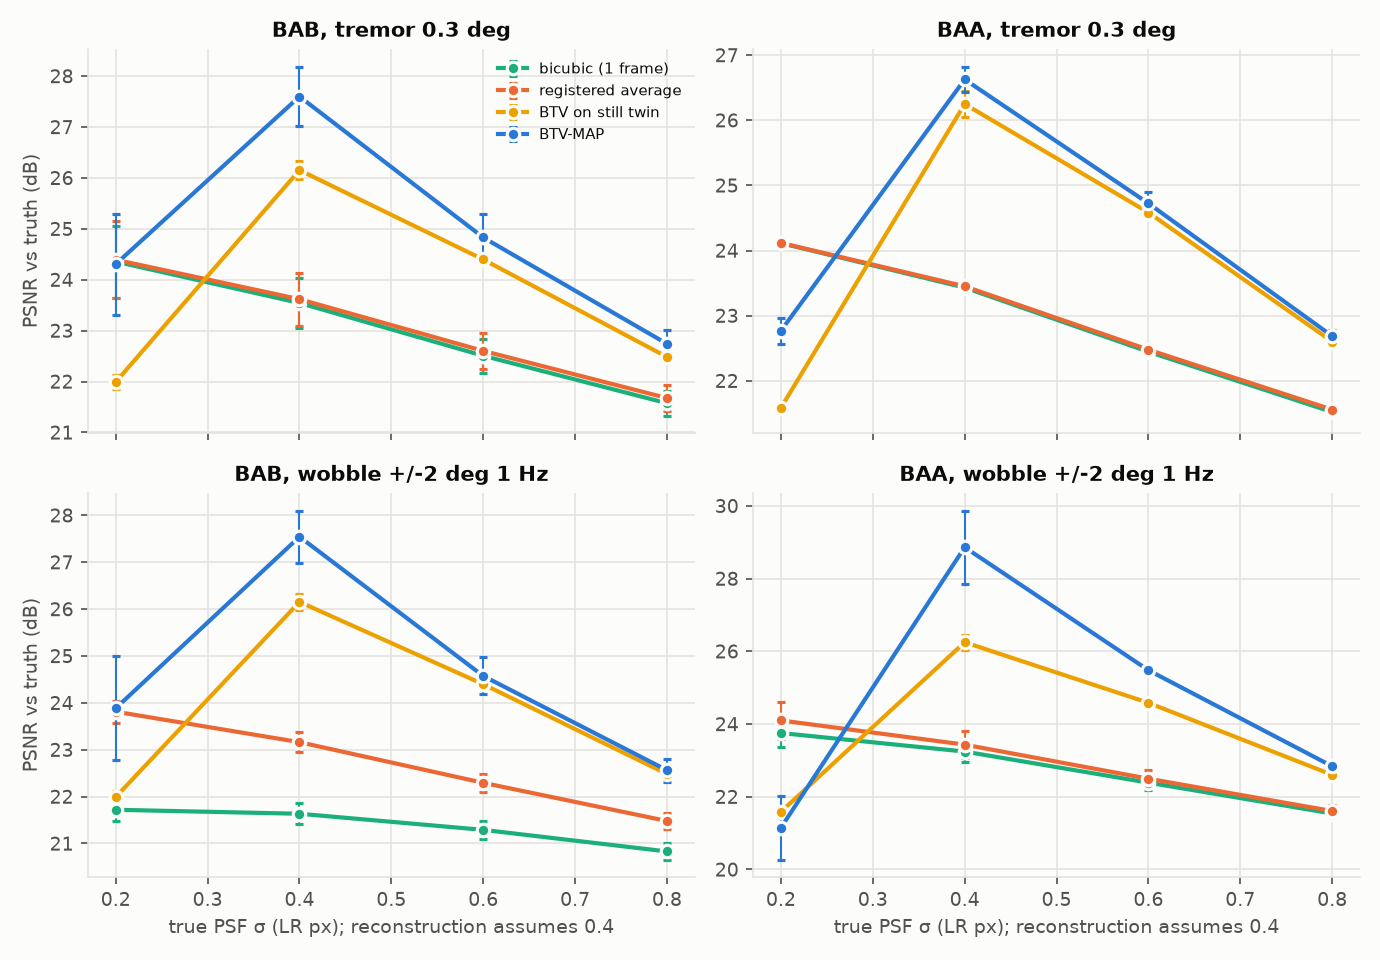 BAB, tremor 0.3 deg
BAA, tremor 0.3 deg
bicubic (1 frame)
registered average
BTV on still twin
BTV-MAP
PSNR vs truth (dB)
28
27
26
25
24
23
22
21
27
26
25
24
23
22
BAB, wobble +/-2 deg 1 Hz
BAA, wobble +/-2 deg 1 Hz
PSNR vs truth (dB)
28
27
26
25
24
23
22
21
30
28
26
24
22
20
0.2 0.3 0.4 0.5 0.6 0.7 0.8
0.2 0.3 0.4 0.5 0.6 0.7 0.8
true PSF σ (LR px); reconstruction assumes 0.4
true PSF σ (LR px); reconstruction assumes 0.4